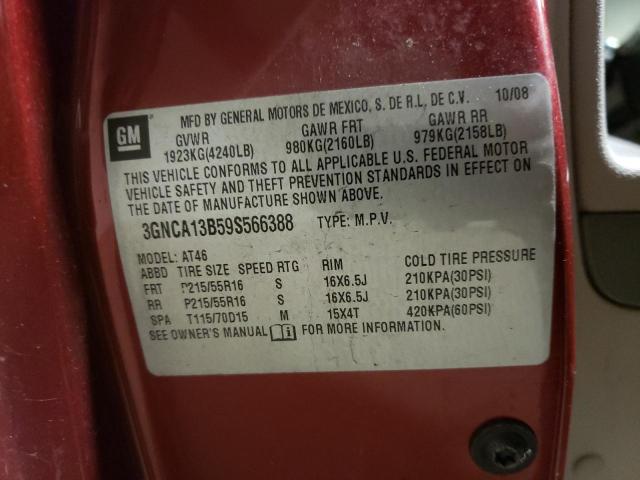 GM
MFD BY GENERAL MOTORS DE MEXICO, S. DE R.L, DE C.V. 10/08
GVWR GAWR FRT GAWR RR
1923KG(4240LB) 980KG(2160LB) 979KG(2158LB)
THIS VEHICLE CONFORMS TO ALL APPLICABLE U.S. FEDERAL MOTOR
VEHICLE SAFETY AND THEFT PREVENTION STANDARDS IN EFFECT ON
THE DATE OF MANUFACTURE SHOWN ABOVE.
3GNCA13B59S566388 TYPE: M.P.V.
MODEL: AT46
ABBD TIRE SIZE SPEED RTG RIM COLD TIRE PRESSURE
FRT P215/55R16 S 16X6.5J 210KPA(30PSI)
RR P215/55R16 S 16X6.5J 210KPA(30PSI)
SPA T115/70D15 M 15X4T 420KPA(60PSI)
SEE OWNER'S MANUAL FOR MORE INFORMATION.